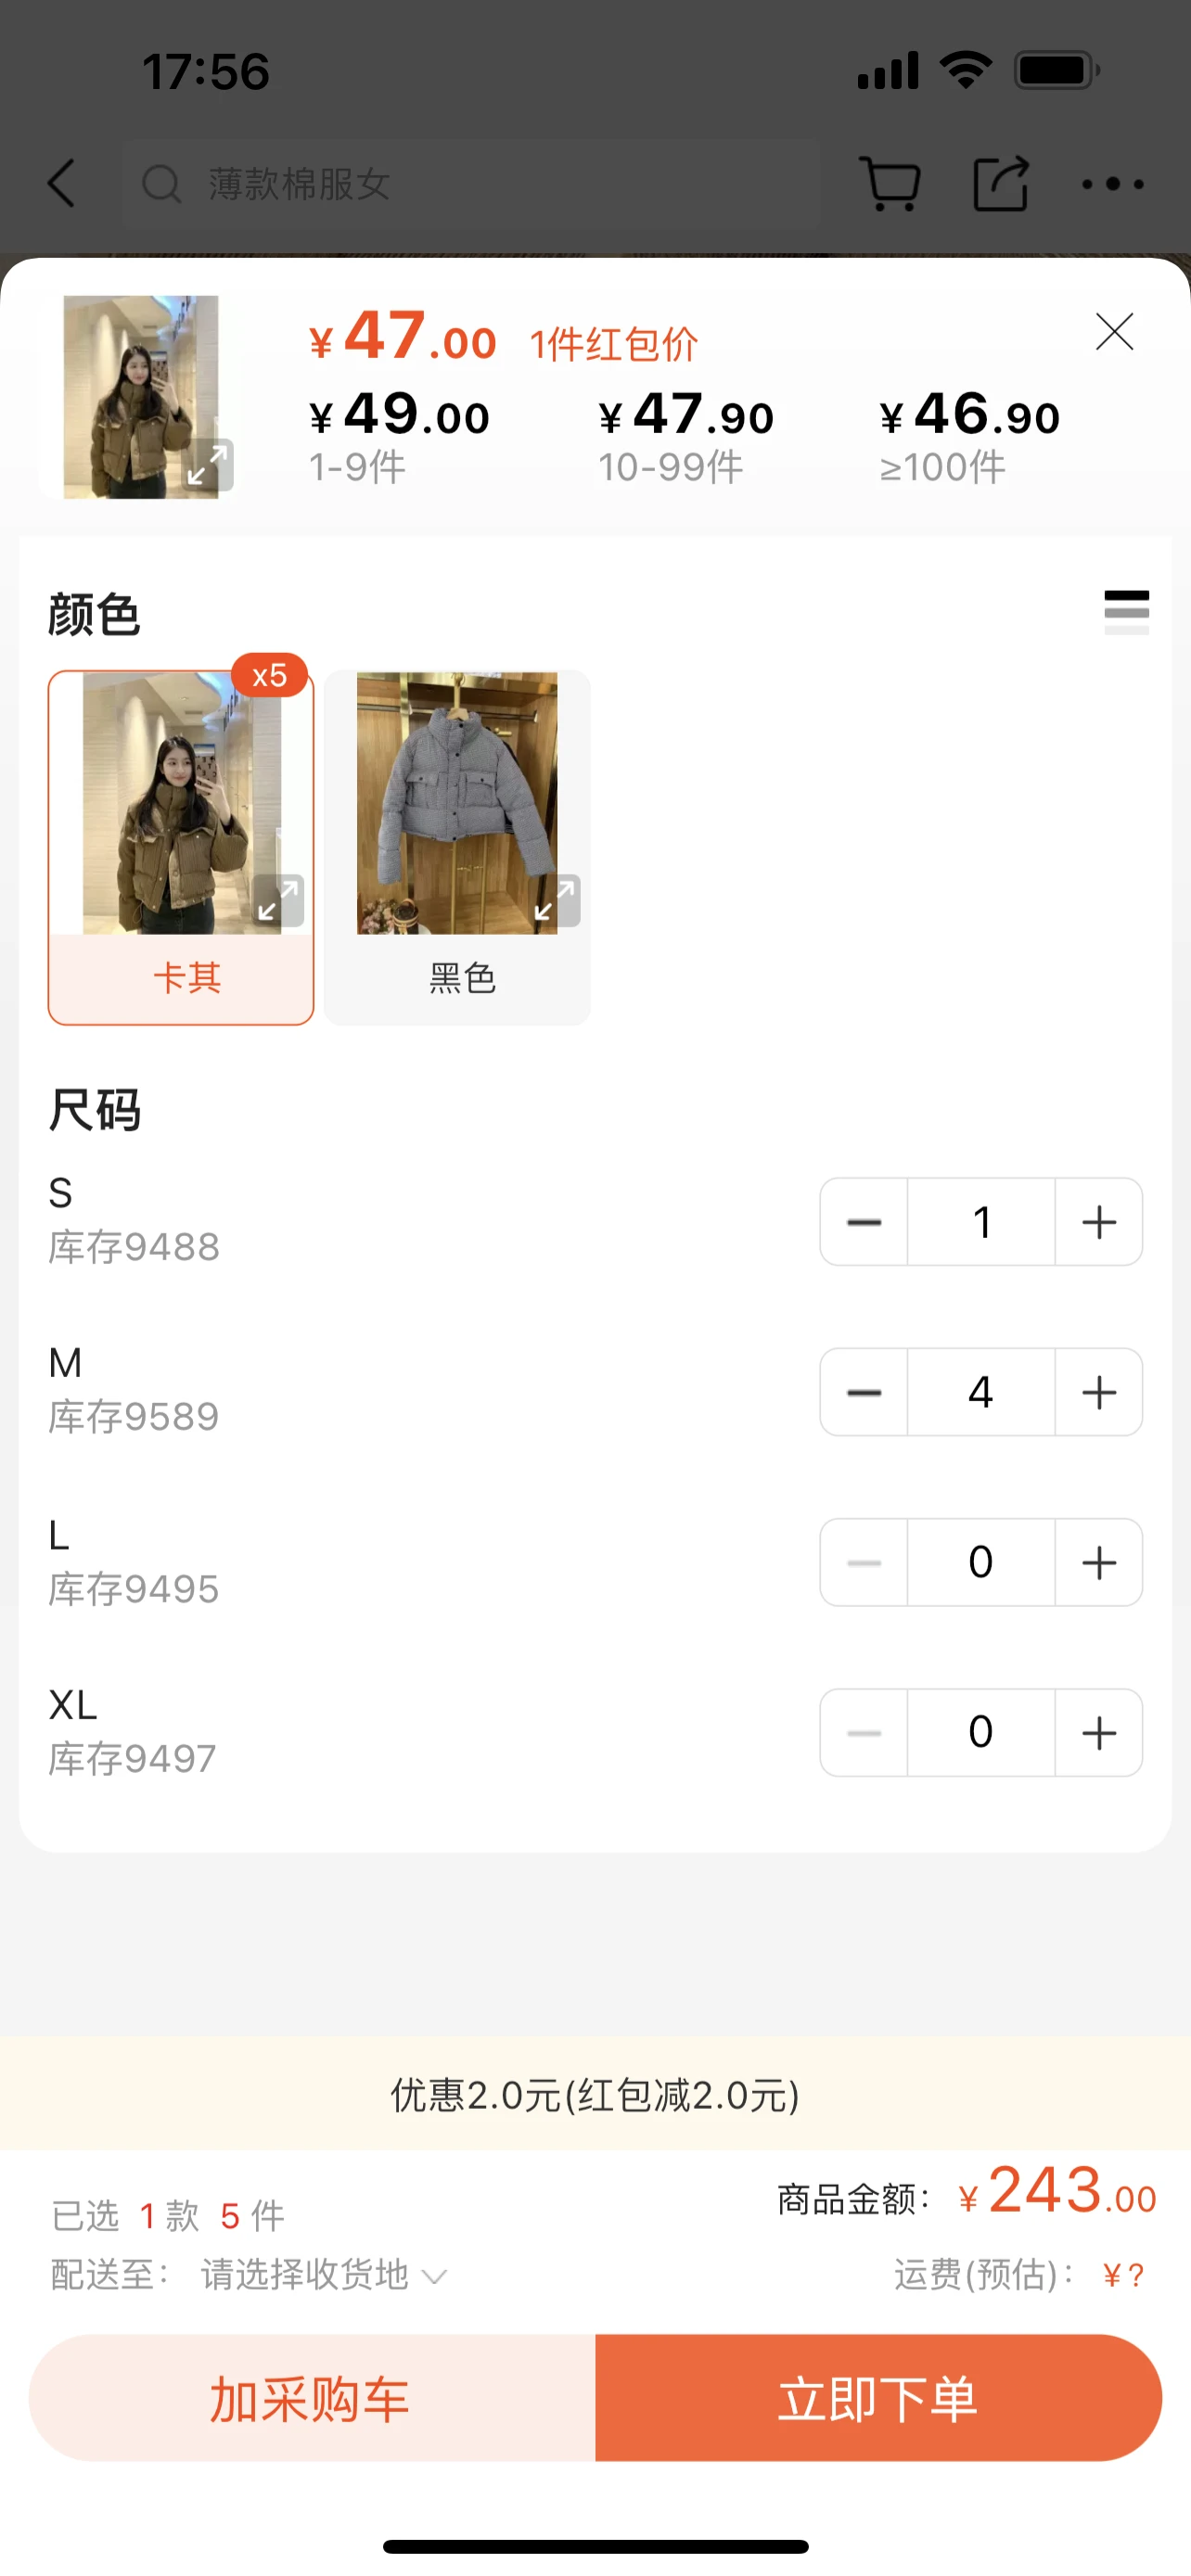 17:56
薄款棉服女
¥47.00 1件红包价
¥49.00 ¥47.90 ¥46.90
1-9件 10-99件 ≥100件
颜色
x5
卡其 黑色
尺码
S
库存9488
1
M
库存9589
4
L
库存9495
0
XL
库存9497
0
优惠2.0元(红包减2.0元)
已选 1 款 5 件 商品金额：¥243.00
配送至： 请选择收货地 运费(预估)：¥?
加采购车 立即下单